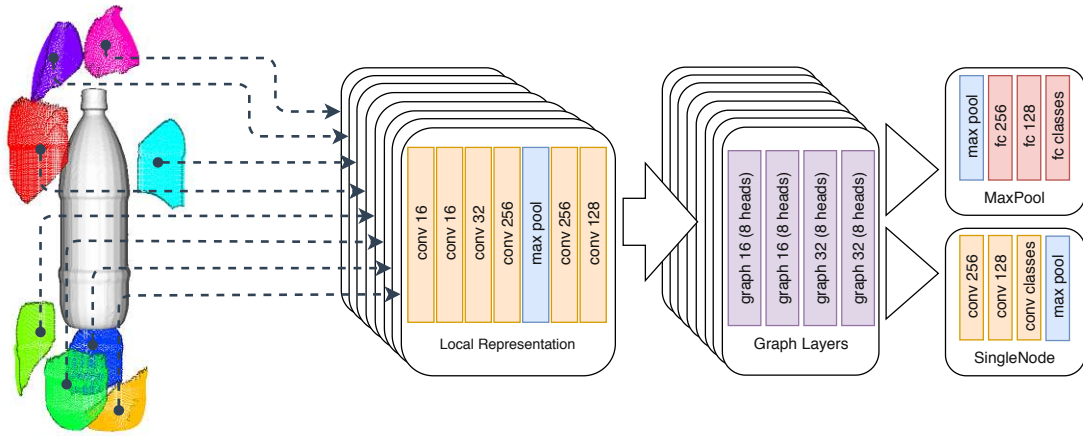 conv 16
conv 16
conv 32
conv 256
max pool
conv 256
conv 128
Local Representation
graph 16 (8 heads)
graph 16 (8 heads)
graph 32 (8 heads)
graph 32 (8 heads)
Graph Layers
max pool
fc 256
fc 128
fc classes
MaxPool
conv 256
conv 128
conv classes
max pool
SingleNode